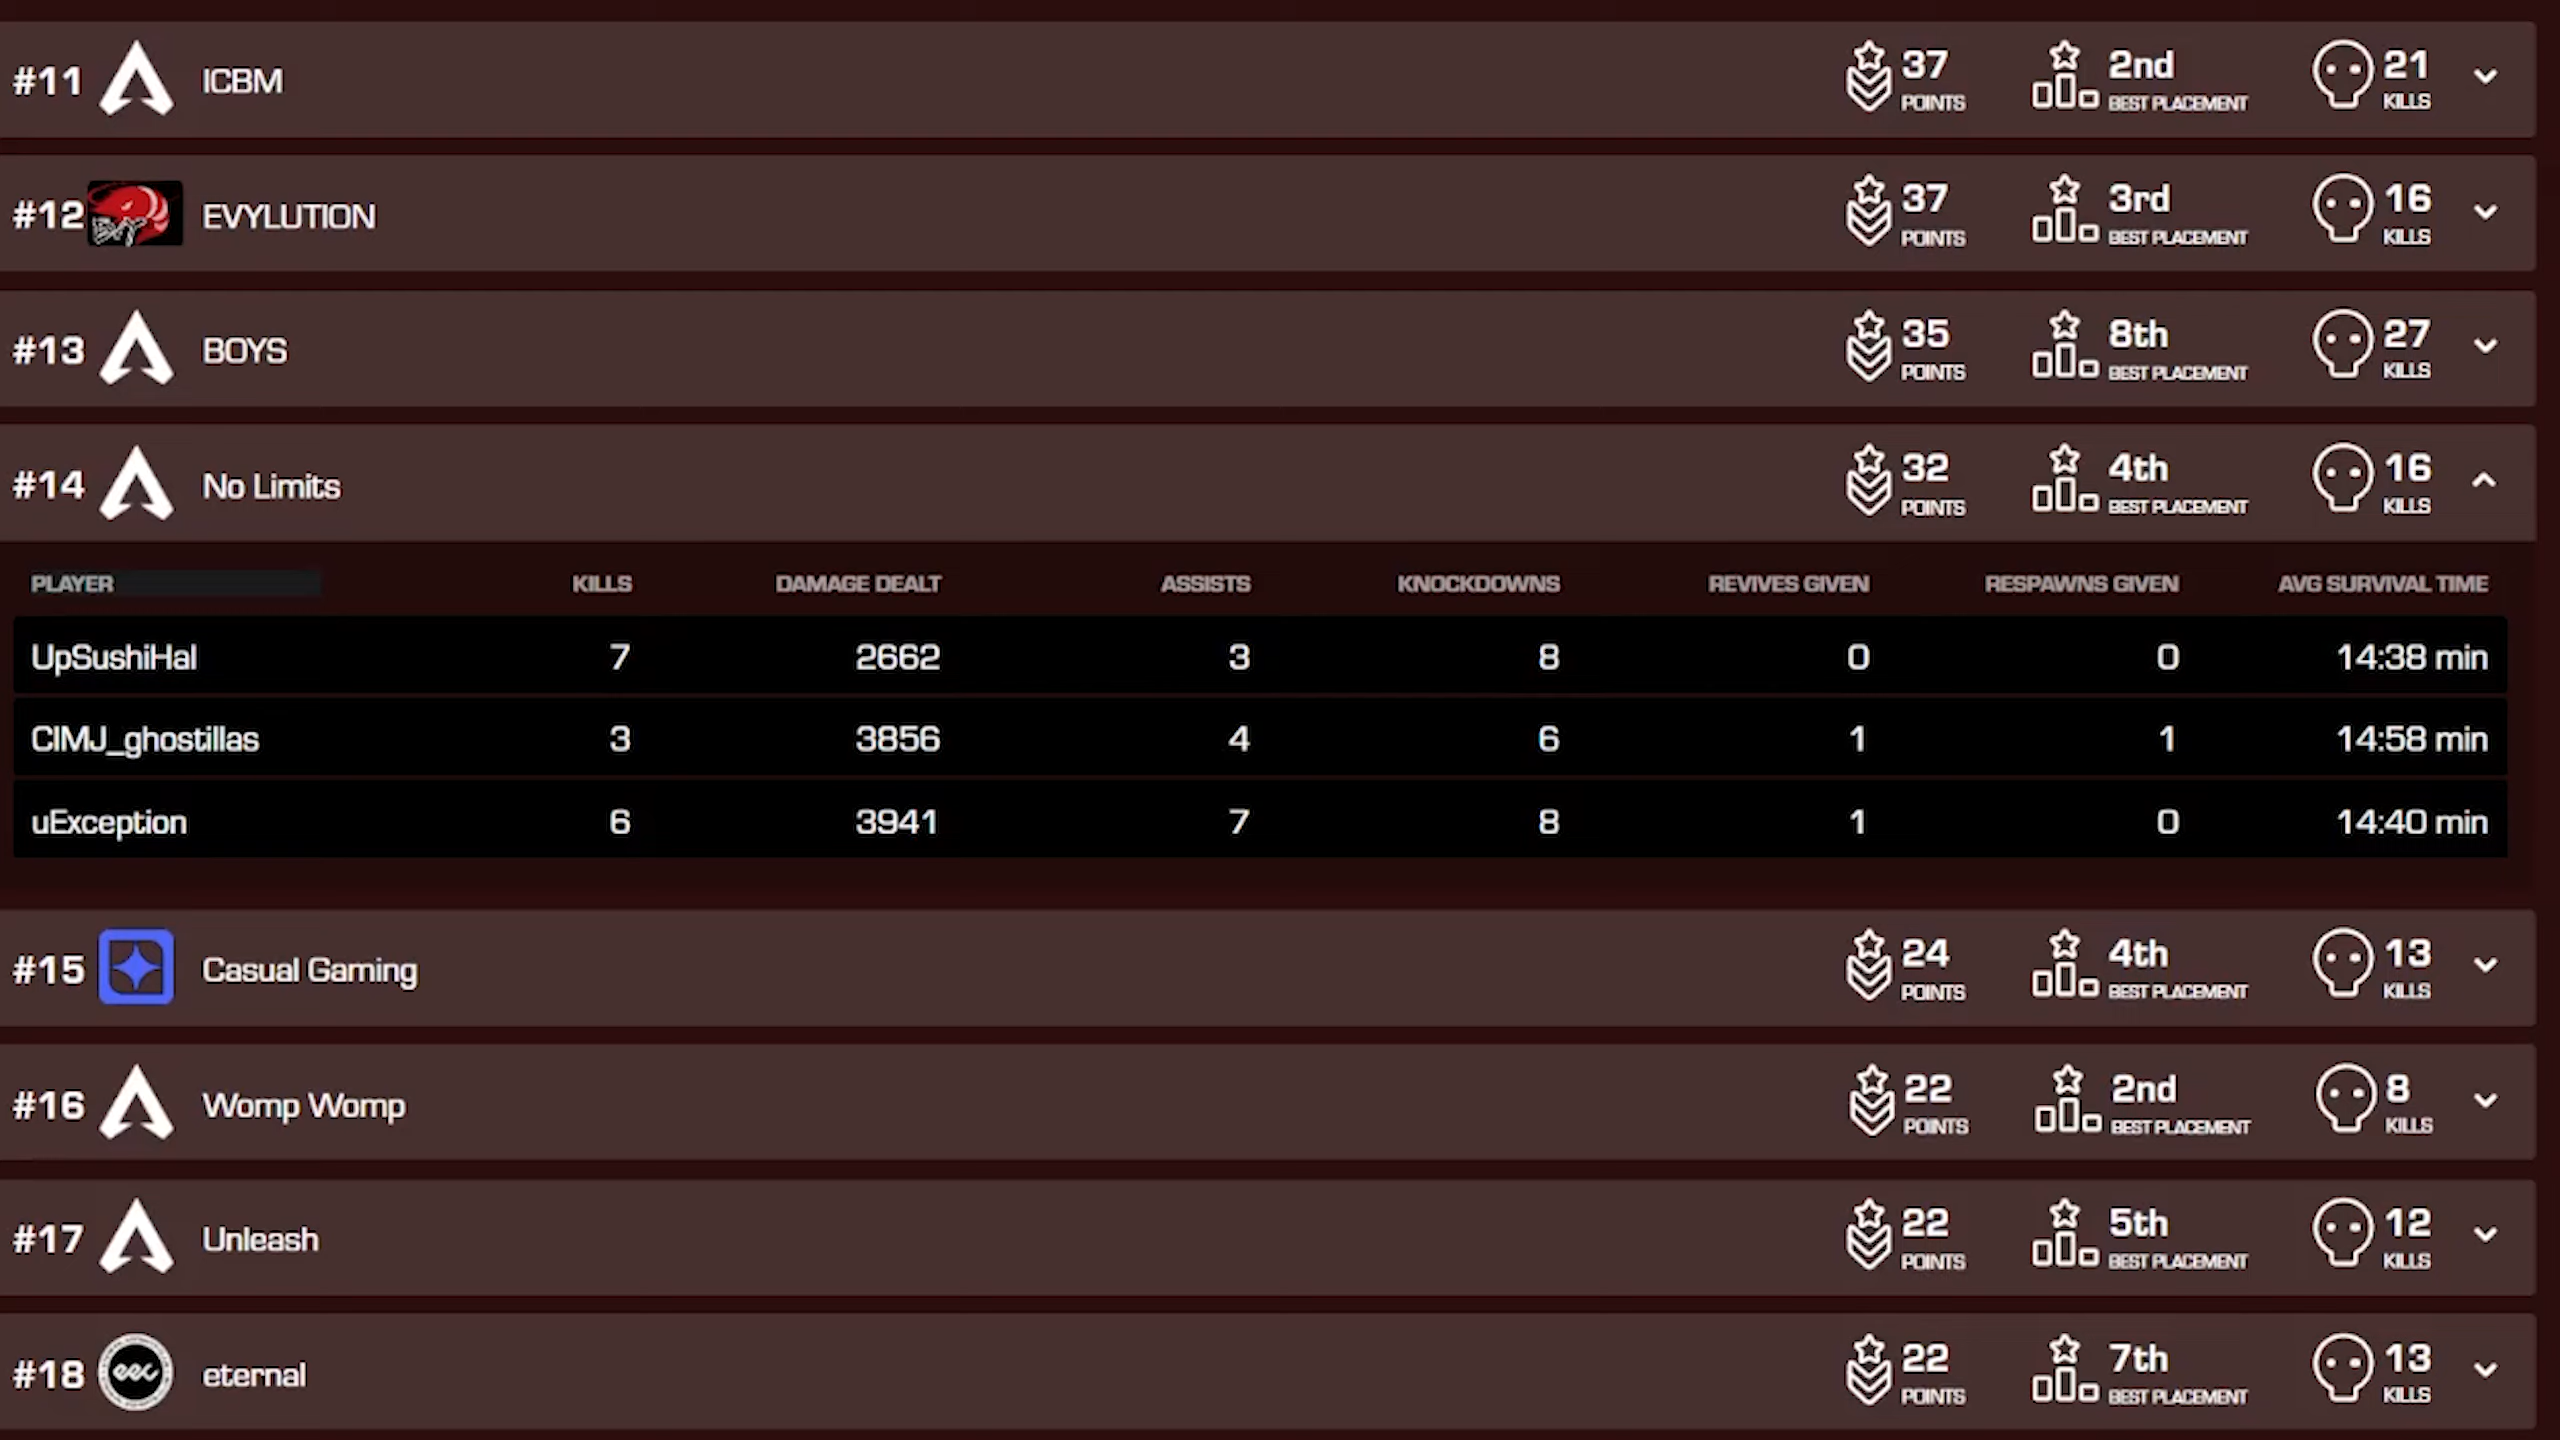 #11 ICBM 37 POINTS 2nd BEST PLACEMENT 21 KILLS
#12 EVYLUTION 37 POINTS 3rd BEST PLACEMENT 16 KILLS
#13 BOYS 35 POINTS 8th BEST PLACEMENT 27 KILLS
#14 No Limits 32 POINTS 4th BEST PLACEMENT 16 KILLS
PLAYER KILLS DAMAGE DEALT ASSISTS KNOCKDOWNS REVIVES GIVEN RESPAWNS GIVEN AVG SURVIVAL TIME
UpSushiHal 7 2662 3 8 0 0 14:38 min
CIMJ_ghostillas 3 3856 4 6 1 1 14:58 min
uException 6 3941 7 8 1 0 14:40 min
#15 Casual Gaming 24 POINTS 4th BEST PLACEMENT 13 KILLS
#16 Womp Womp 22 POINTS 2nd BEST PLACEMENT 8 KILLS
#17 Unleash 22 POINTS 5th BEST PLACEMENT 12 KILLS
#18 eec eternal 22 POINTS 7th BEST PLACEMENT 13 KILLS